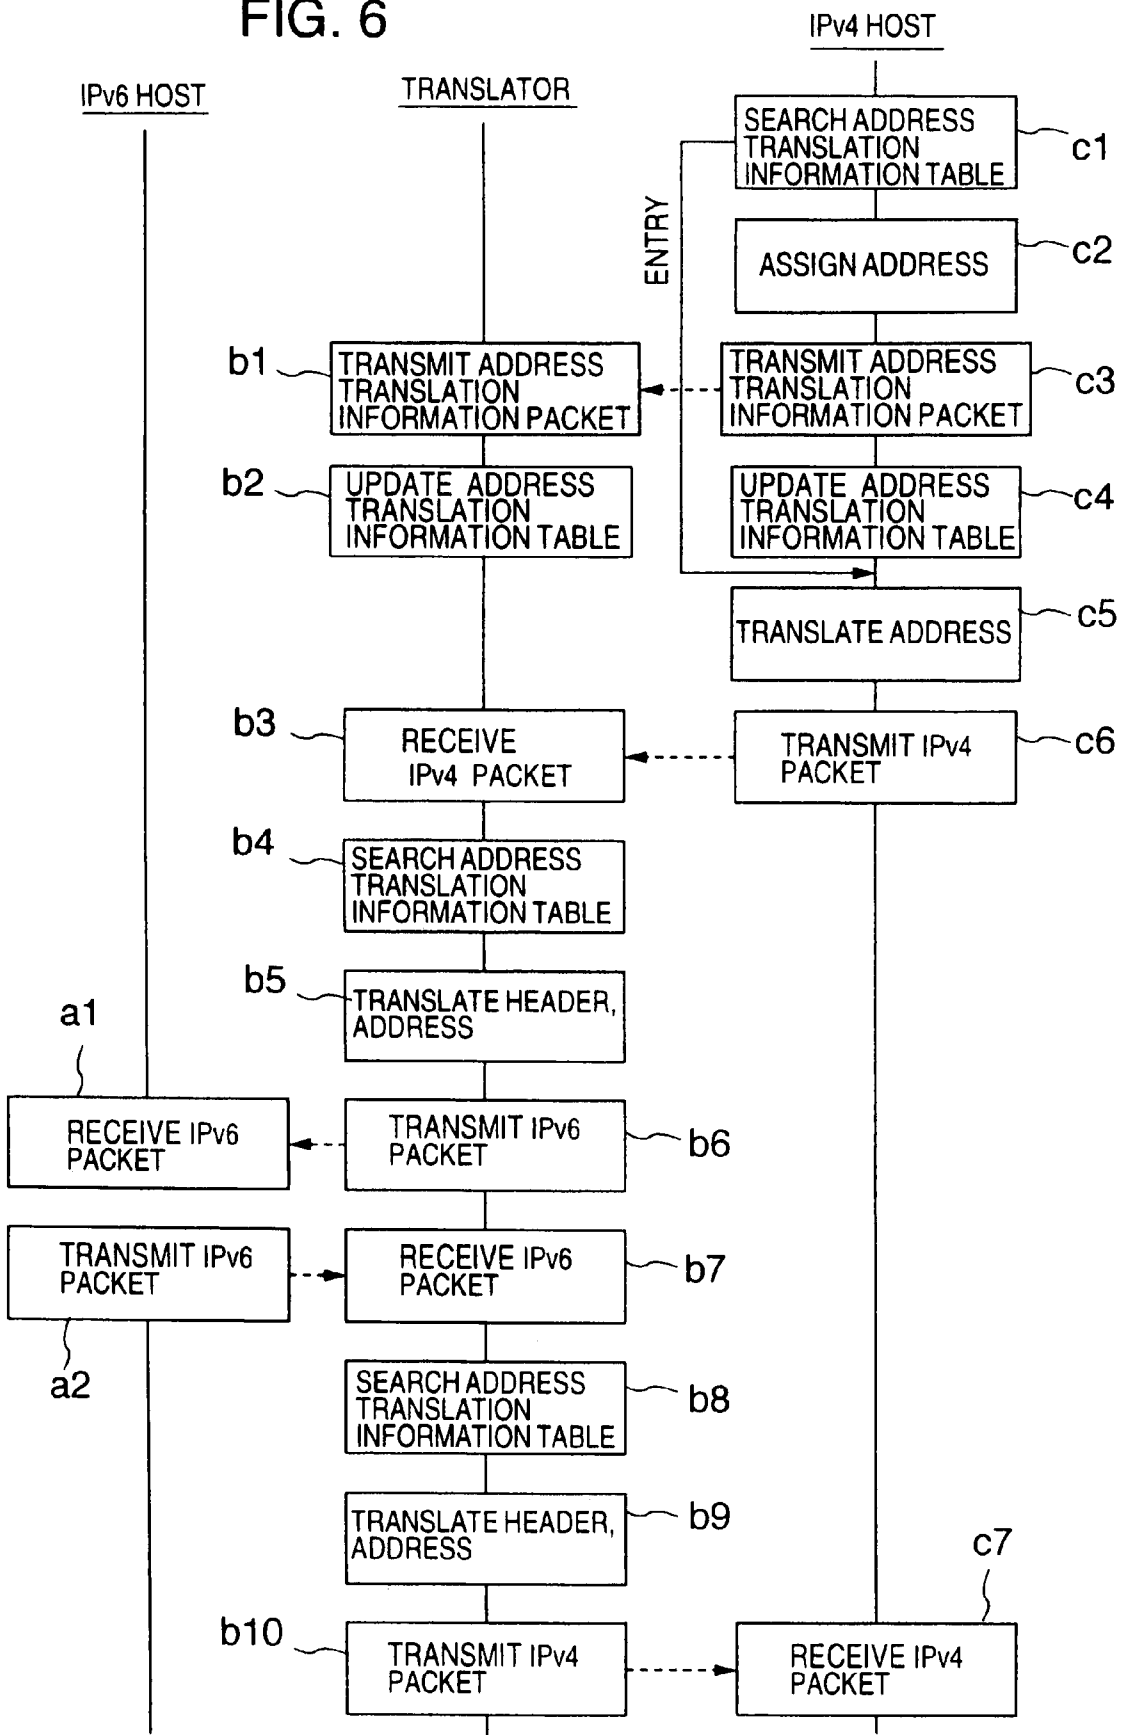 FIG. 6
IPv6 HOST
TRANSLATOR
IPv4 HOST
SEARCH ADDRESS
TRANSLATION
INFORMATION TABLE
c1
ENTRY
ASSIGN ADDRESS
c2
b1
TRANSMIT ADDRESS
TRANSLATION
INFORMATION PACKET
TRANSMIT ADDRESS
TRANSLATION
INFORMATION PACKET
c3
b2
UPDATE ADDRESS
TRANSLATION
INFORMATION TABLE
UPDATE ADDRESS
TRANSLATION
INFORMATION TABLE
c4
TRANSLATE ADDRESS
c5
b3
RECEIVE
IPv4 PACKET
TRANSMIT IPv4
PACKET
c6
b4
SEARCH ADDRESS
TRANSLATION
INFORMATION TABLE
b5
TRANSLATE HEADER,
ADDRESS
a1
RECEIVE IPv6
PACKET
TRANSMIT IPv6
PACKET
b6
TRANSMIT IPv6
PACKET
a2
RECEIVE IPv6
PACKET
b7
SEARCH ADDRESS
TRANSLATION
INFORMATION TABLE
b8
TRANSLATE HEADER,
ADDRESS
b9
c7
b10
TRANSMIT IPv4
PACKET
RECEIVE IPv4
PACKET